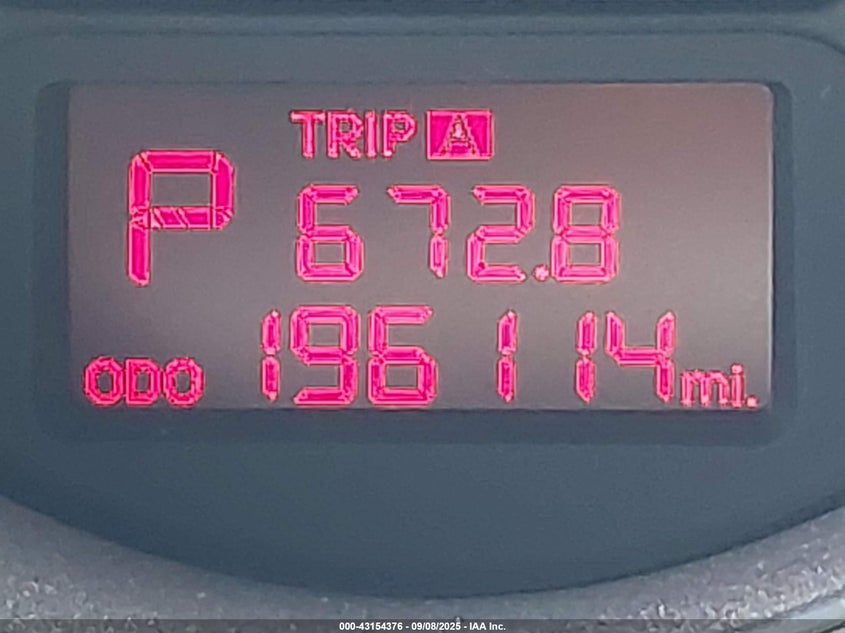 TRIP A
P 672.8
ODO 196114 mi.
000-43154376 - 09/08/2025 - IAA Inc.